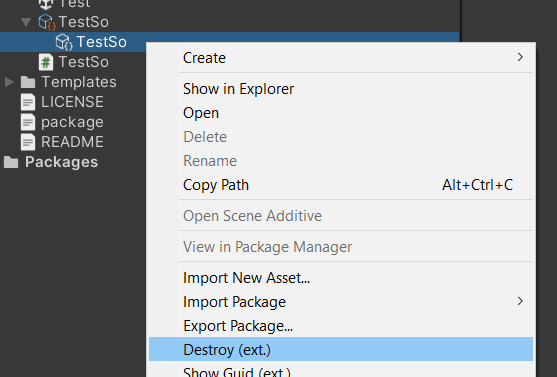 Test
TestSo
TestSo
TestSo
Templates
LICENSE
package
README
Packages
Create
Show in Explorer
Open
Delete
Rename
Copy Path Alt+Ctrl+C
Open Scene Additive
View in Package Manager
Import New Asset...
Import Package
Export Package...
Destroy (ext.)
Show Guid (ext.)